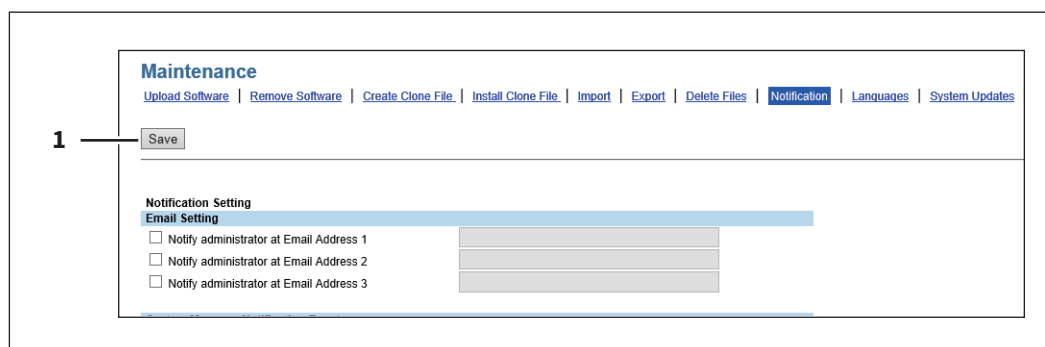 Maintenance
Upload Software | Remove Software | Create Clone File | Install Clone File | Import | Export | Delete Files | Notification | Languages | System Updates
1 Save
Notification Setting
Email Setting
Notify administrator at Email Address 1
Notify administrator at Email Address 2
Notify administrator at Email Address 3